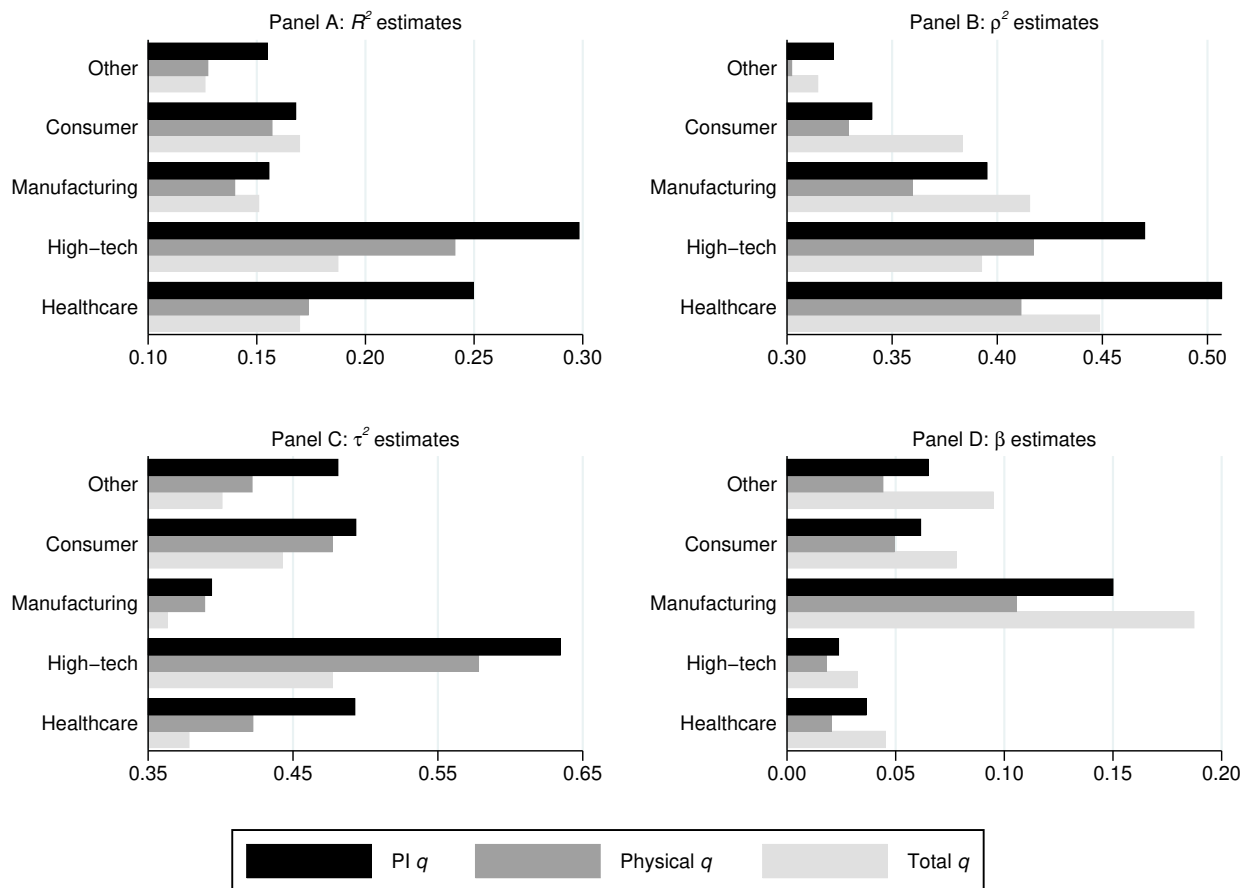 Panel A: R² estimates
Other
Consumer
Manufacturing
High−tech
Healthcare
0.10 0.15 0.20 0.25 0.30
Panel B: ρ² estimates
Other
Consumer
Manufacturing
High−tech
Healthcare
0.30 0.35 0.40 0.45 0.50
Panel C: τ² estimates
Other
Consumer
Manufacturing
High−tech
Healthcare
0.35 0.45 0.55 0.65
Panel D: β estimates
Other
Consumer
Manufacturing
High−tech
Healthcare
0.00 0.05 0.10 0.15 0.20
PI q Physical q Total q